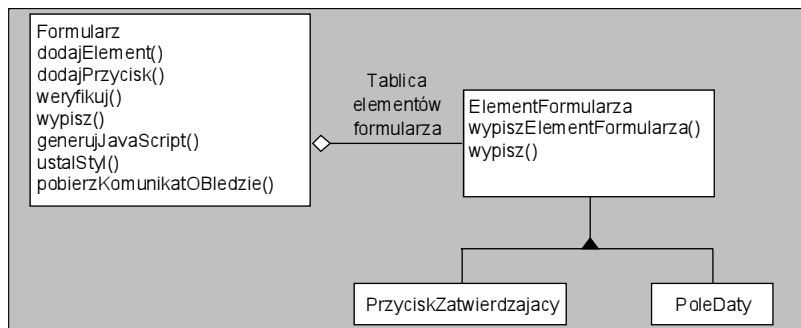 Formularz
dodajElement()
dodajPrzycisk()
weryfikuj()
wypisz()
generujJavaScript()
ustalStyl()
pobierzKomunikatOBledzie()
Tablica
elementów
formularza
ElementFormularza
wypiszElementFormularza()
wypisz()
PrzyciskZatwierdzajacy
PoleDaty